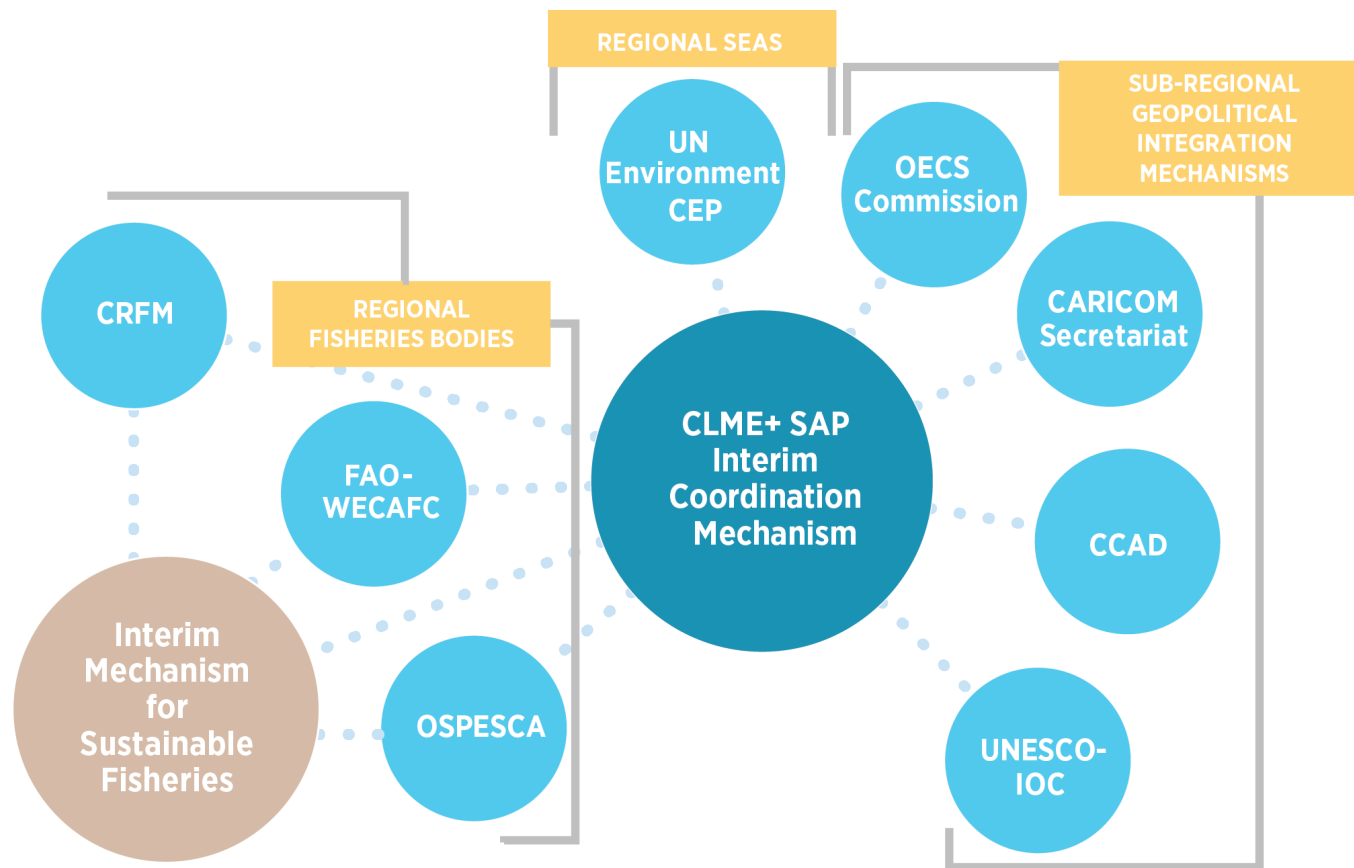 REGIONAL SEAS
SUB-REGIONAL
GEOPOLITICAL
INTEGRATION
MECHANISMS
UN
Environment
CEP
OECS
Commission
CRFM
REGIONAL
FISHERIES BODIES
CARICOM
Secretariat
CLME+ SAP
Interim
Coordination
Mechanism
FAO-
WECAFC
CCAD
Interim
Mechanism
for
Sustainable
Fisheries
OSPESCA
UNESCO-
IOC